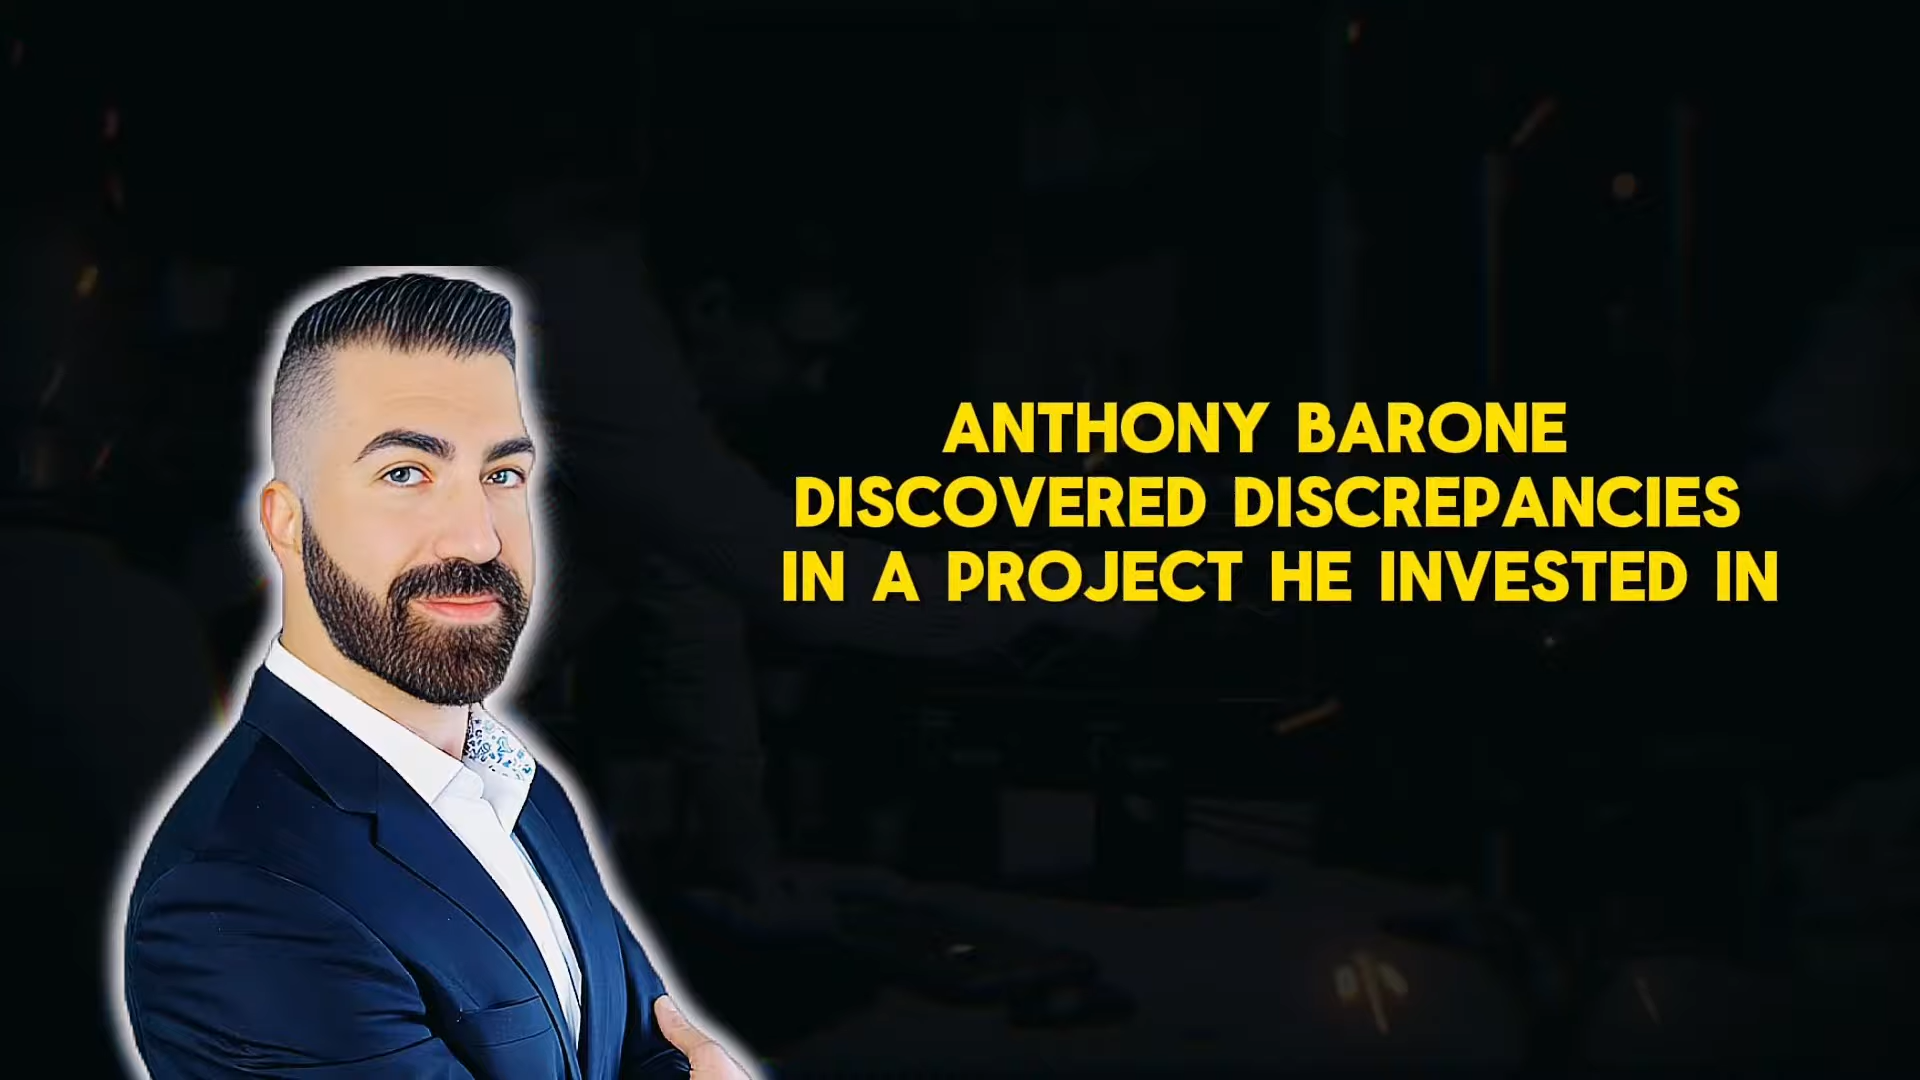 ANTHONY BARONE
DISCOVERED DISCREPANCIES
IN A PROJECT HE INVESTED IN